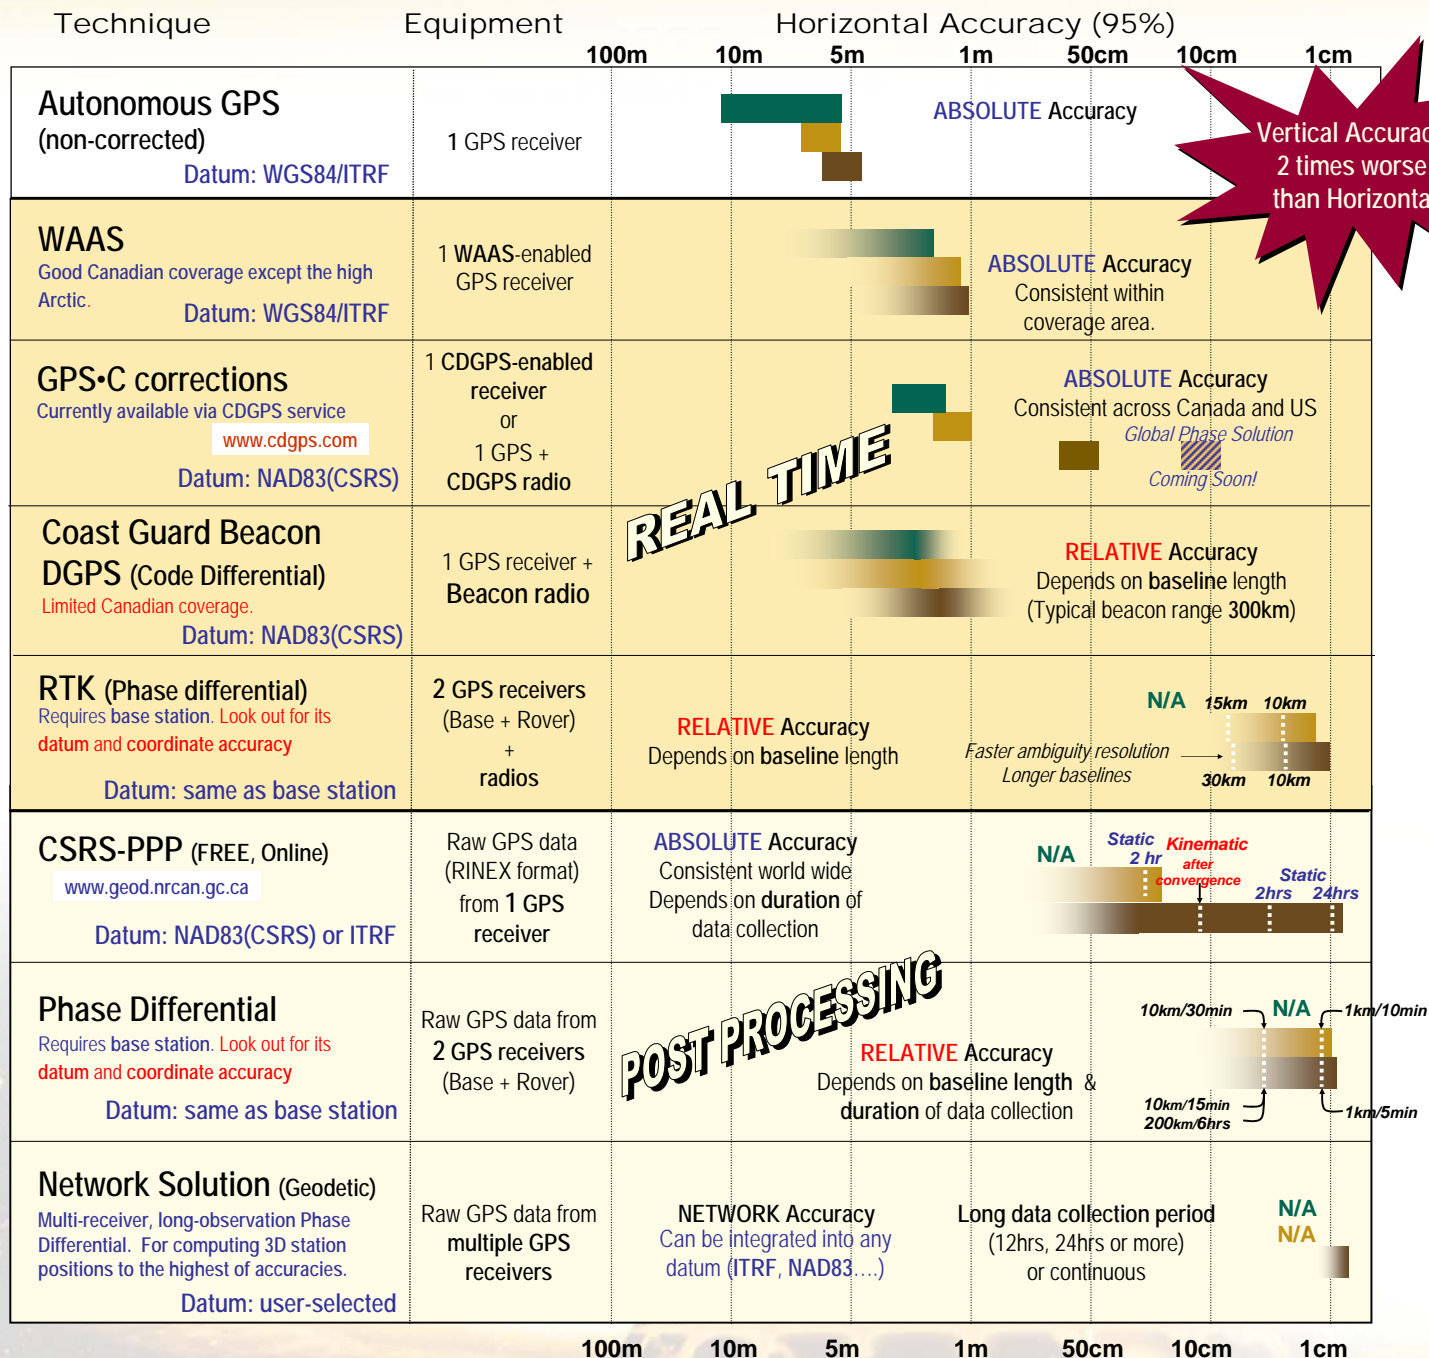 Technique Equipment Horizontal Accuracy (95%)
100m 10m 5m 1m 50cm 10cm 1cm
Autonomous GPS
(non-corrected)
Datum: WGS84/ITRF
1 GPS receiver
ABSOLUTE Accuracy
Vertical Accurac
2 times worse
than Horizonta
WAAS
Good Canadian coverage except the high
Arctic.
Datum: WGS84/ITRF
1 WAAS-enabled
GPS receiver
ABSOLUTE Accuracy
Consistent within
coverage area.
GPS•C corrections
Currently available via CDGPS service
www.cdgps.com
Datum: NAD83(CSRS)
1 CDGPS-enabled
receiver
or
1 GPS +
CDGPS radio
ABSOLUTE Accuracy
Consistent across Canada and US
Global Phase Solution
Coming Soon!
REAL TIME
Coast Guard Beacon
DGPS (Code Differential)
Limited Canadian coverage.
Datum: NAD83(CSRS)
1 GPS receiver +
Beacon radio
RELATIVE Accuracy
Depends on baseline length
(Typical beacon range 300km)
RTK (Phase differential)
Requires base station. Look out for its
datum and coordinate accuracy
Datum: same as base station
2 GPS receivers
(Base + Rover)
+
radios
RELATIVE Accuracy
Depends on baseline length
N/A 15km 10km
Faster ambiguity resolution
Longer baselines
30km 10km
CSRS-PPP (FREE, Online)
www.geod.nrcan.gc.ca
Datum: NAD83(CSRS) or ITRF
Raw GPS data
(RINEX format)
from 1 GPS
receiver
ABSOLUTE Accuracy
Consistent world wide
Depends on duration of
data collection
N/A
Static
2 hr
Kinematic
after
convergence
Static
2hrs 24hrs
POST PROCESSING
Phase Differential
Requires base station. Look out for its
datum and coordinate accuracy
Datum: same as base station
Raw GPS data from
2 GPS receivers
(Base + Rover)
RELATIVE Accuracy
Depends on baseline length &
duration of data collection
10km/30min N/A 1km/10min
10km/15min
200km/6hrs
1km/5min
Network Solution (Geodetic)
Multi-receiver, long-observation Phase
Differential. For computing 3D station
positions to the highest of accuracies.
Datum: user-selected
Raw GPS data from
multiple GPS
receivers
NETWORK Accuracy
Can be integrated into any
datum (ITRF, NAD83….)
Long data collection period
(12hrs, 24hrs or more)
or continuous
N/A
N/A
100m 10m 5m 1m 50cm 10cm 1cm